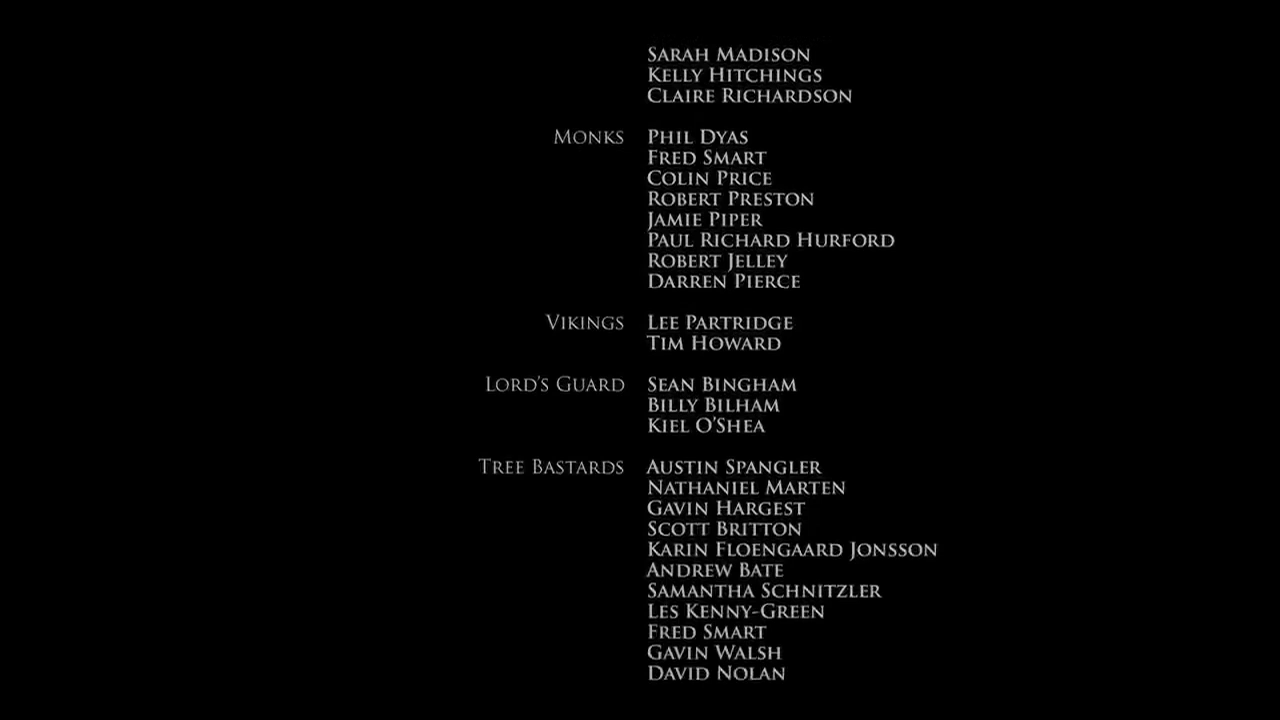 SARAH MADISON
KELLY HITCHINGS
CLAIRE RICHARDSON
MONKS PHIL DYAS
FRED SMART
COLIN PRICE
ROBERT PRESTON
JAMIE PIPER
PAUL RICHARD HURFORD
ROBERT JELLEY
DARREN PIERCE
VIKINGS LEE PARTRIDGE
TIM HOWARD
LORD'S GUARD SEAN BINGHAM
BILLY BILHAM
KIEL O'SHEA
TREE BASTARDS AUSTIN SPANGLER
NATHANIEL MARTEN
GAVIN HARGEST
SCOTT BRITTON
KARIN FLOENGAARD JONSSON
ANDREW BATE
SAMANTHA SCHNITZLER
LES KENNY-GREEN
FRED SMART
GAVIN WALSH
DAVID NOLAN